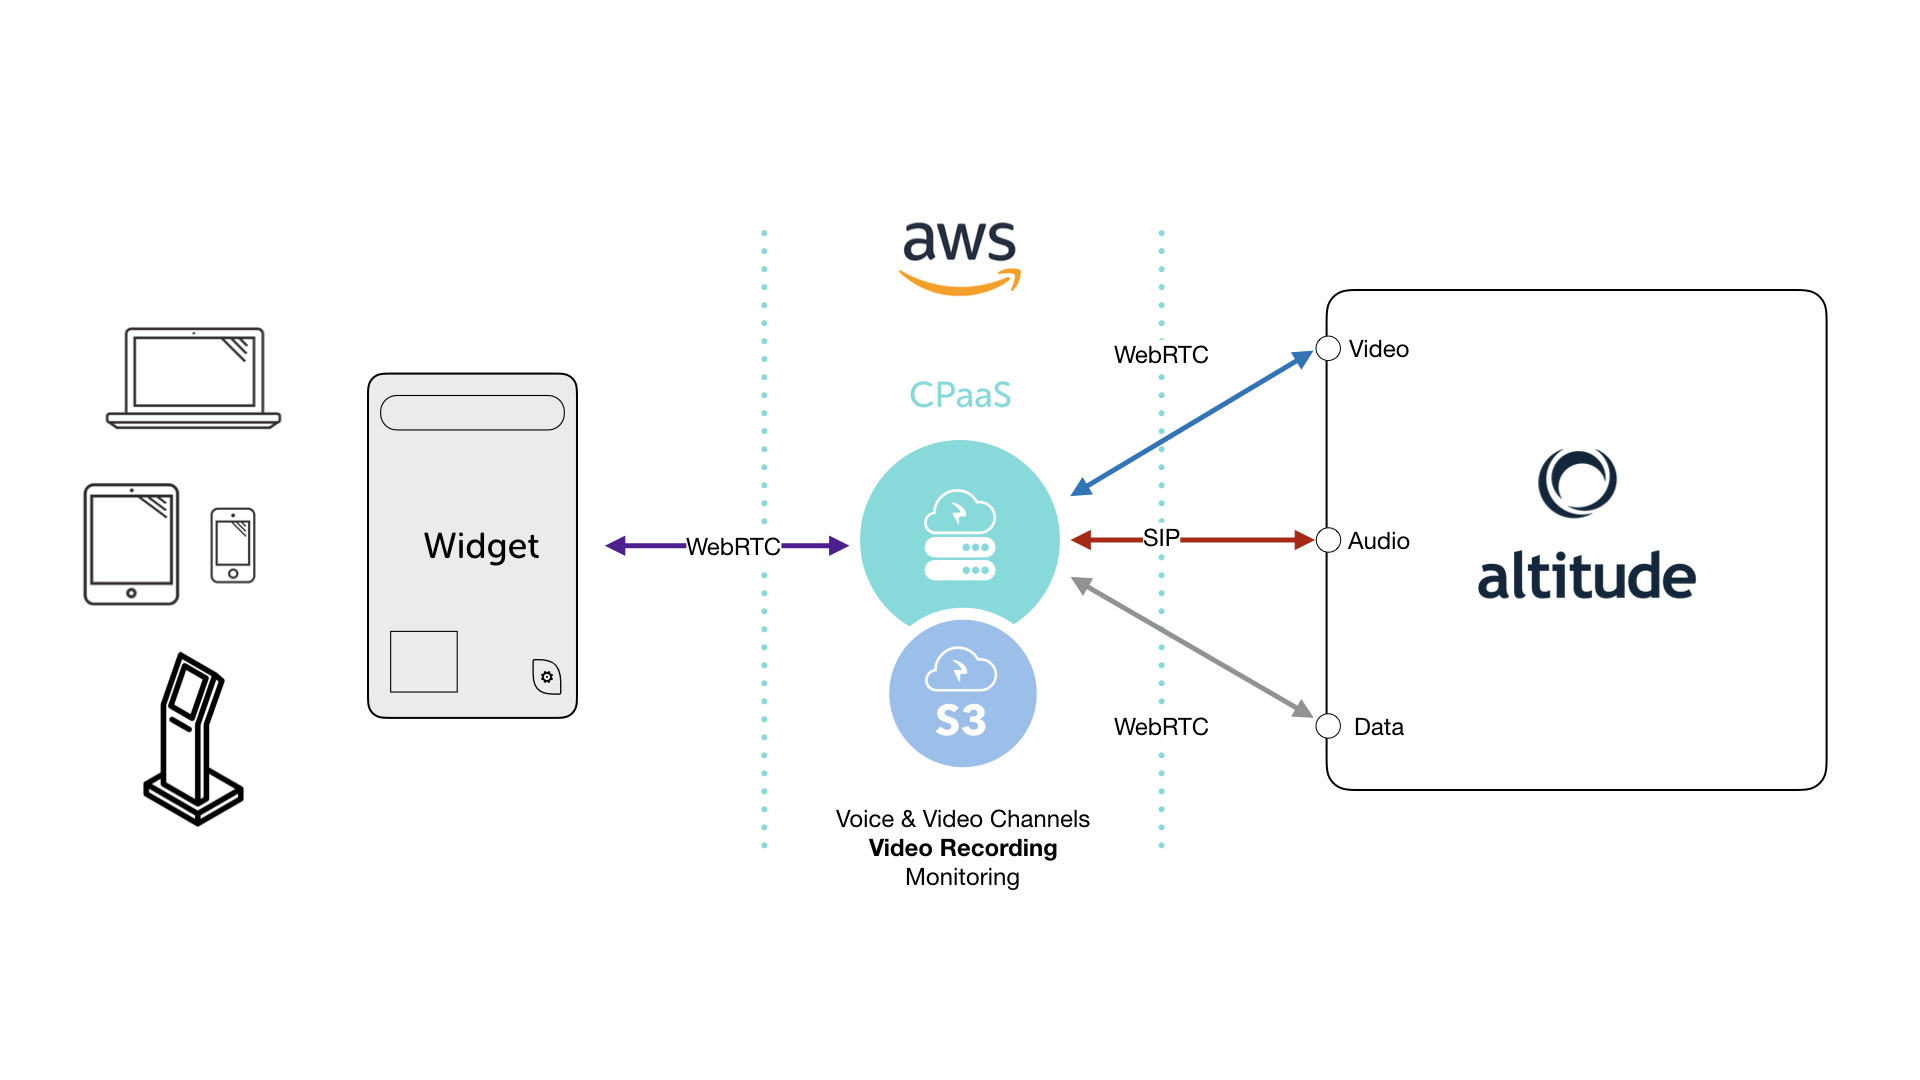 aws
CPaaS
Widget
WebRTC
S3
Voice & Video Channels
Video Recording
Monitoring
WebRTC
SIP
WebRTC
Video
Audio
Data
altitude